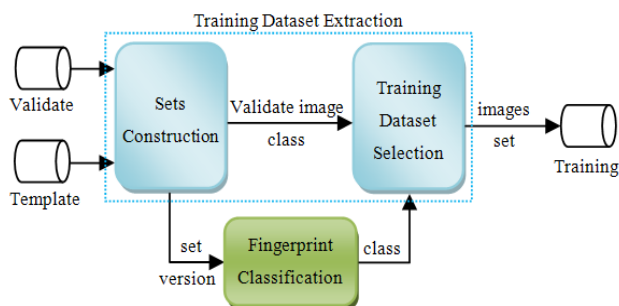 Training Dataset Extraction
Validate
Template
Sets
Construction
Validate image
class
Training
Dataset
Selection
images
set
Training
set
version
Fingerprint
Classification
class